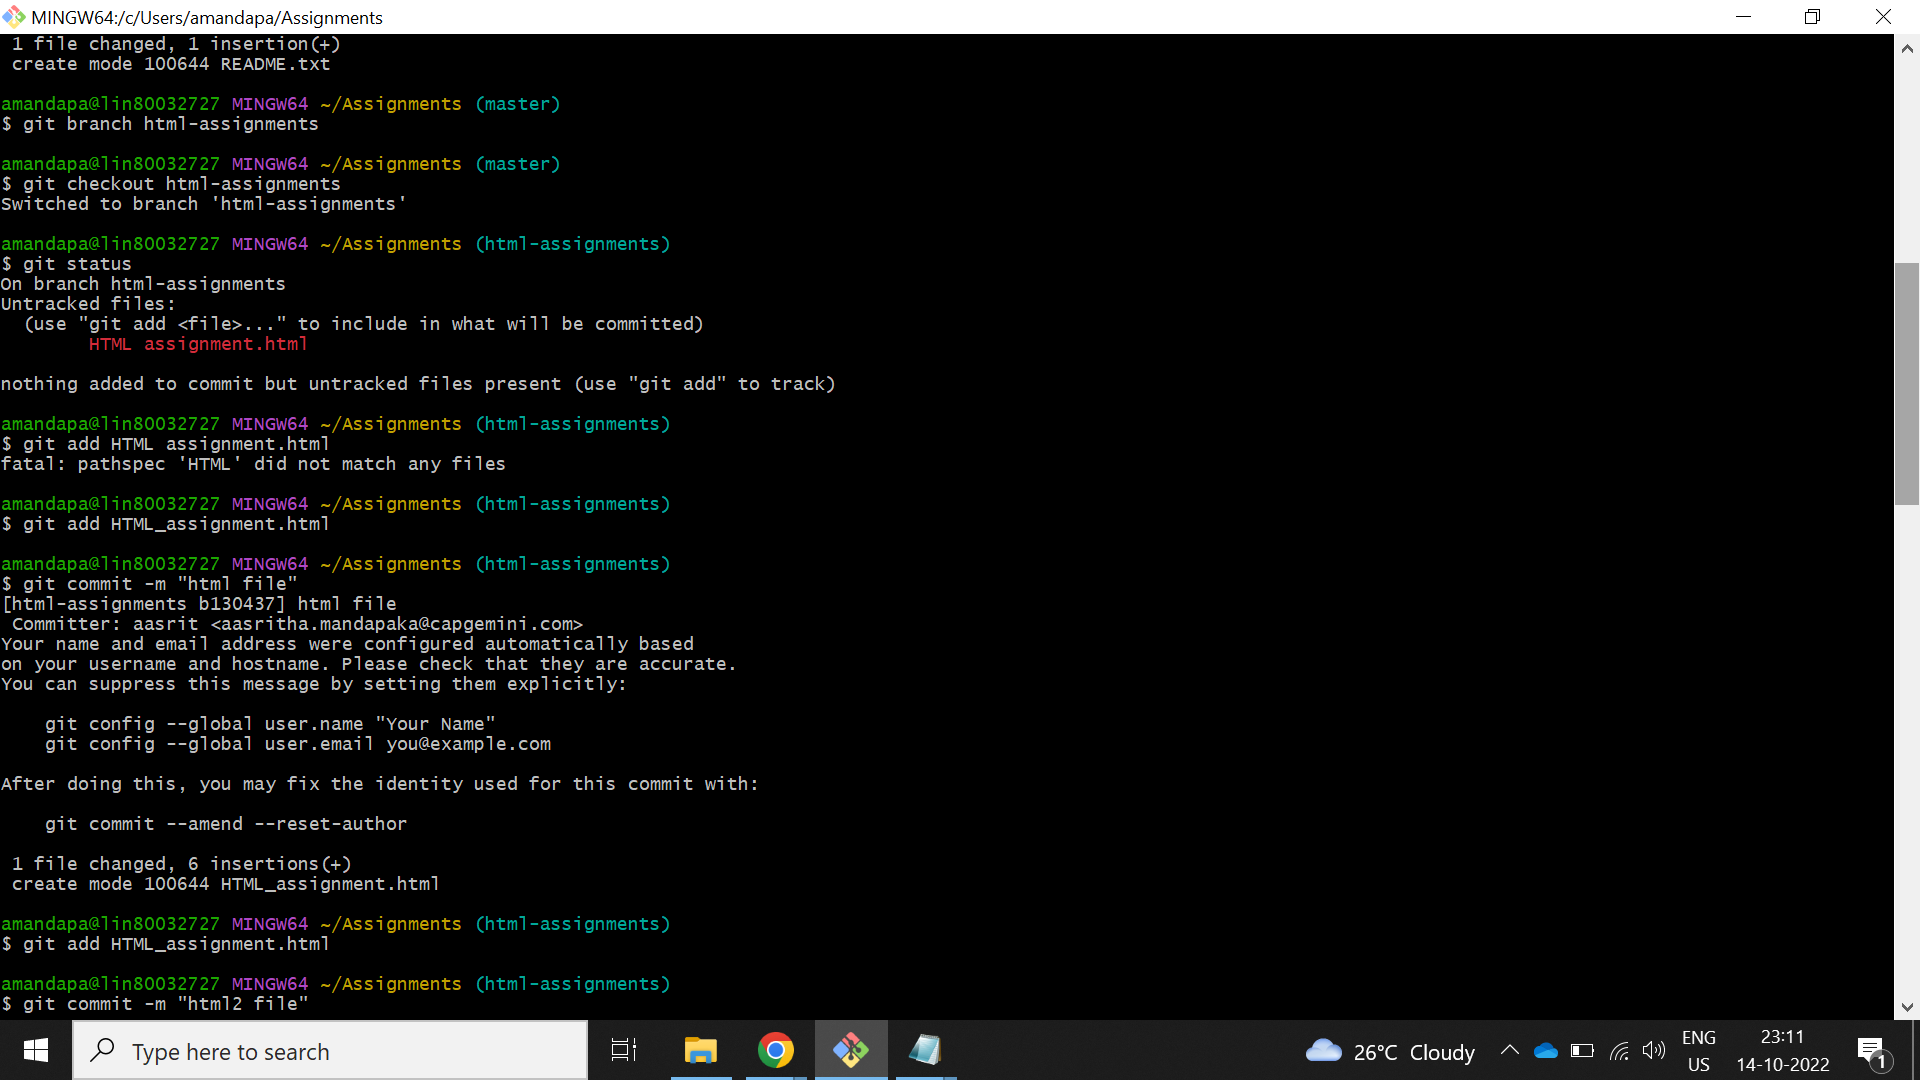 MINGW64:/c/Users/amandapa/Assignments
 1 file changed, 1 insertion(+)
 create mode 100644 README.txt
amandapa@lin80032727 MINGW64 ~/Assignments (master)
$ git branch html-assignments
amandapa@lin80032727 MINGW64 ~/Assignments (master)
$ git checkout html-assignments
Switched to branch 'html-assignments'
amandapa@lin80032727 MINGW64 ~/Assignments (html-assignments)
$ git status
On branch html-assignments
Untracked files:
  (use "git add <file>..." to include in what will be committed)
        HTML assignment.html
nothing added to commit but untracked files present (use "git add" to track)
amandapa@lin80032727 MINGW64 ~/Assignments (html-assignments)
$ git add HTML assignment.html
fatal: pathspec 'HTML' did not match any files
amandapa@lin80032727 MINGW64 ~/Assignments (html-assignments)
$ git add HTML_assignment.html
amandapa@lin80032727 MINGW64 ~/Assignments (html-assignments)
$ git commit -m "html file"
[html-assignments b130437] html file
 Committer: aasrit <aasritha.mandapaka@capgemini.com>
Your name and email address were configured automatically based
on your username and hostname. Please check that they are accurate.
You can suppress this message by setting them explicitly:
    git config --global user.name "Your Name"
    git config --global user.email you@example.com
After doing this, you may fix the identity used for this commit with:
    git commit --amend --reset-author
 1 file changed, 6 insertions(+)
 create mode 100644 HTML_assignment.html
amandapa@lin80032727 MINGW64 ~/Assignments (html-assignments)
$ git add HTML_assignment.html
amandapa@lin80032727 MINGW64 ~/Assignments (html-assignments)
$ git commit -m "html2 file"
Type here to search
26°C Cloudy
ENG
US
23:11
14-10-2022
1